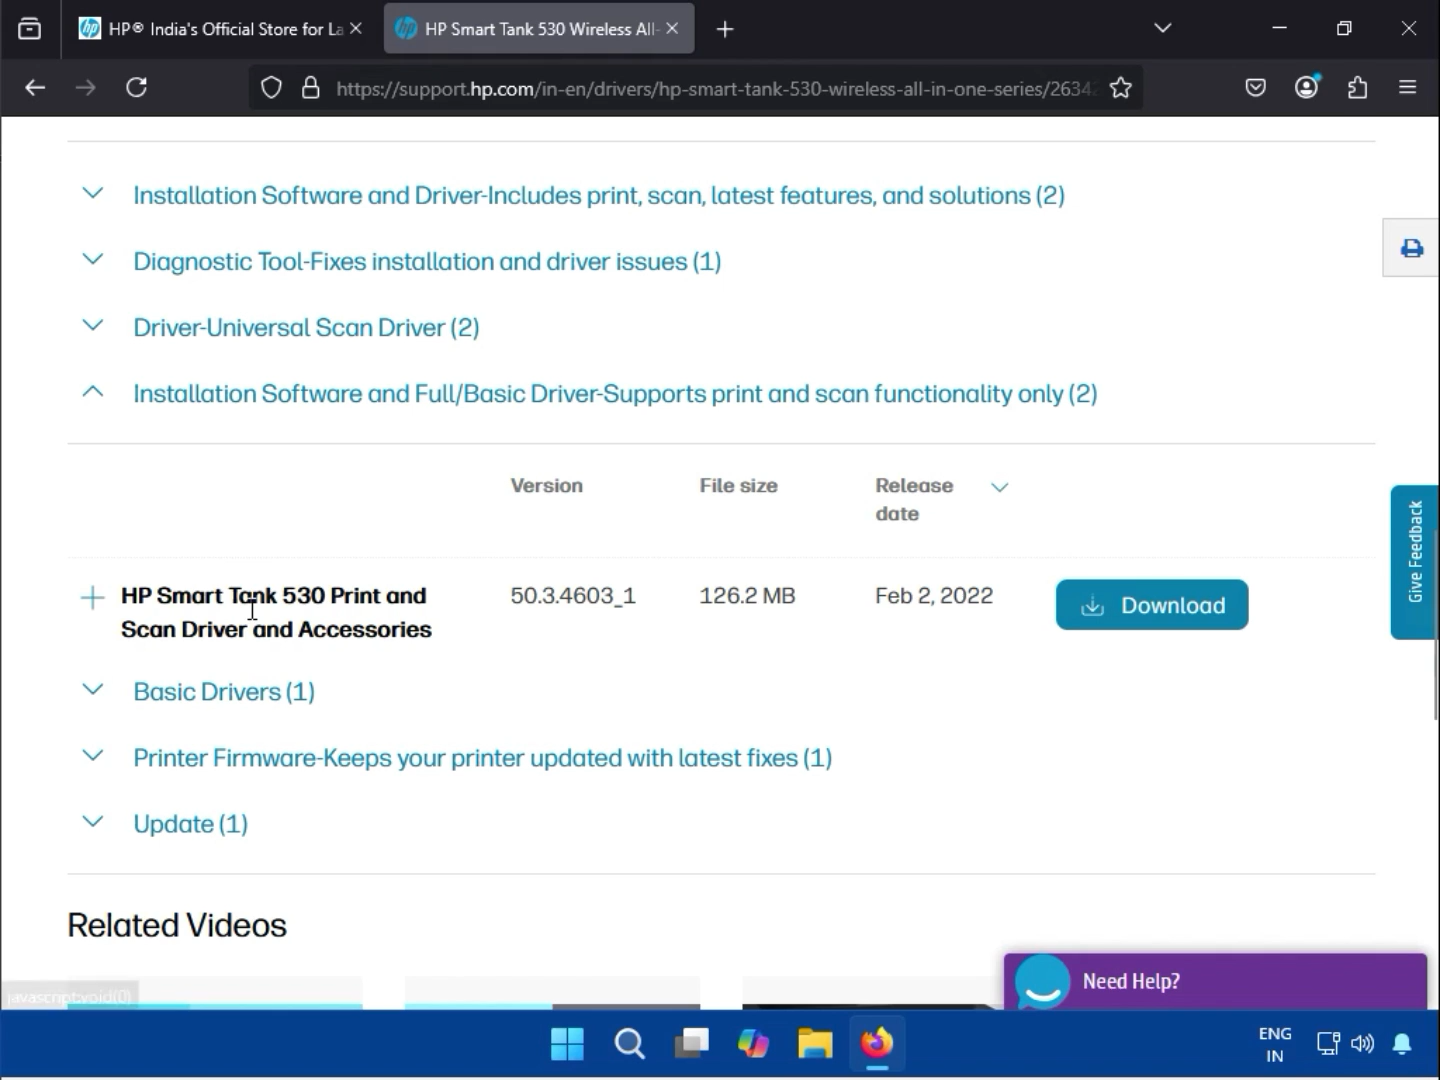 HP® India's Official Store for La
HP Smart Tank 530 Wireless All-
https://support.hp.com/in-en/drivers/hp-smart-tank-530-wireless-all-in-one-series/2634
Installation Software and Driver-Includes print, scan, latest features, and solutions (2)
Diagnostic Tool-Fixes installation and driver issues (1)
Driver-Universal Scan Driver (2)
Installation Software and Full/Basic Driver-Supports print and scan functionality only (2)
Version
File size
Release
date
Give Feedback
HP Smart Tank 530 Print and
Scan Driver and Accessories
50.3.4603_1
126.2 MB
Feb 2, 2022
Download
Basic Drivers (1)
Printer Firmware-Keeps your printer updated with latest fixes (1)
Update (1)
Related Videos
Need Help?
javascript:void(0)
ENG
IN